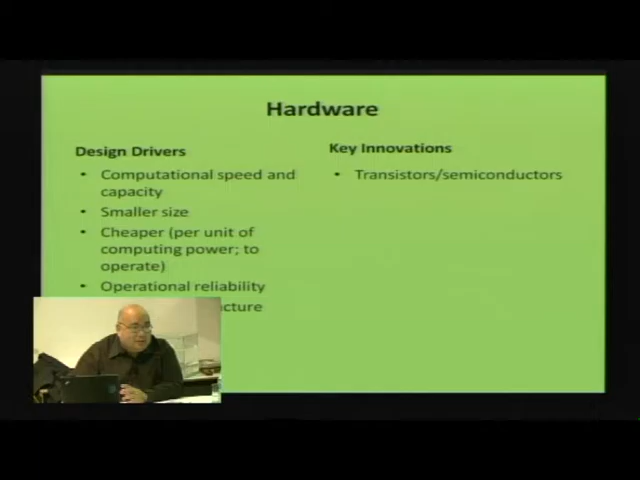 Hardware
Design Drivers
• Computational speed and
capacity
• Smaller size
• Cheaper (per unit of
computing power; to
operate)
• Operational reliability
Key Innovations
• Transistors/semiconductors